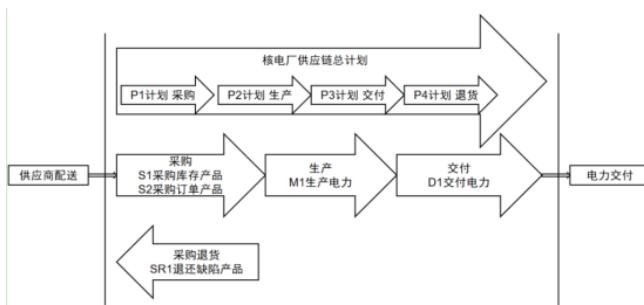 核电厂供应链总计划
P1计划 采购
P2计划 生产
P3计划 交付
P4计划 退货
供应商配送
采购
S1采购库存产品
S2采购订单产品
生产
M1生产电力
交付
D1交付电力
电力交付
采购退货
SR1退还缺陷产品